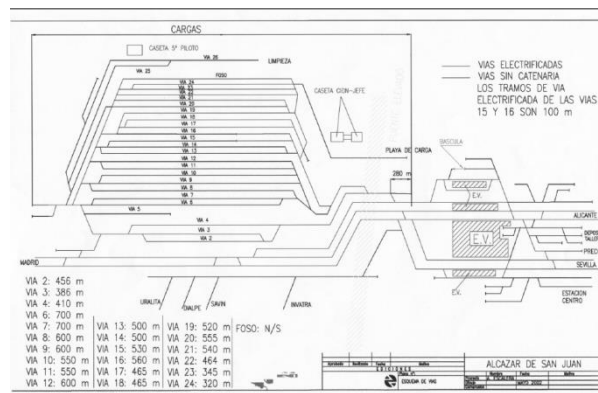 CARGAS
CASETA 5ª PILOTO
VIA 26
LIMPIEZA
VIA 25
FOSO
VIA 24
VIA 23
VIA 22
VIA 21
VIA 20
VIA 19
VIA 18
VIA 17
VIA 16
VIA 15
VIA 14
VIA 13
VIA 12
VIA 11
VIA 10
VIA 9
VIA 8
VIA 7
VIA 6
VIA 5
VIA 4
VIA 3
VIA 2
CASETA CION-JEFE
PLAYA DE CARGA
280 m
VIAS ELECTRIFICADAS
VIAS SIN CATENARIA
LOS TRAMOS DE VIA
ELECTRIFICADA DE LAS VIAS
15 Y 16 SON 100 m
BASCULA
E.V.
E.V.
E.V.
ALICANTE
SEVILLA
ESTACION
CENTRO
MADRID
URALITA
SAVIN
VIA 2: 456 m
VIA 3: 386 m
VIA 4: 410 m
VIA 6: 700 m
VIA 7: 700 m
VIA 8: 600 m
VIA 9: 600 m
VIA 10: 550 m
VIA 11: 550 m
VIA 12: 600 m
VIA 13: 500 m
VIA 14: 500 m
VIA 15: 530 m
VIA 16: 560 m
VIA 17: 465 m
VIA 18: 465 m
VIA 19: 520 m
VIA 20: 555 m
VIA 21: 540 m
VIA 22: 464 m
VIA 23: 345 m
VIA 24: 320 m
FOSO: N/S
EDICIONES
ESQUEMA DE VIAS
ALCAZAR DE SAN JUAN
MAYO 2002